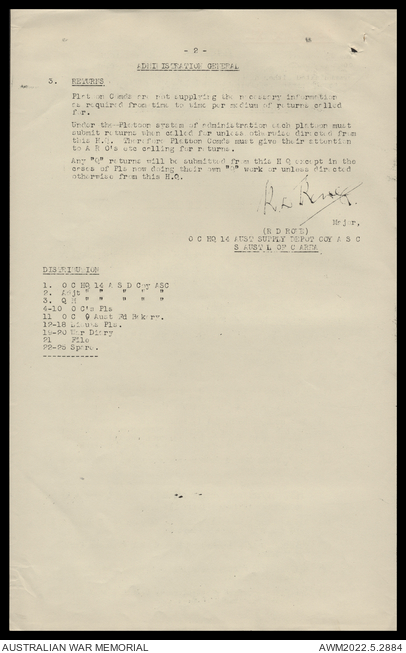 - 2 -
ADMINISTRATION GENERAL
3. RETURNS
Platoon Comds are not supplying the necessary information
as required from time to time per medium of returns called
for.
Under the Platoon system of administration each platoon must
submit returns when called for unless otherwise directed from
this H.Q. Therefore Platoon Comds must give their attention
to A R O's etc calling for returns.
Any "Q" returns will be submitted from this H Q except in the
cases of Pls now doing their own "Q" work or unless directed
otherwise from this H.Q.
Major,
O C HQ 14 AUST SUPPLY DEPOT COY A S C
S AUST L OF C AREA
DISTRIBUTION
1. O C HQ 14 A S D Coy ASC
2. Adjt " " " " "
3. Q M " " " " "
4-10 O C's Pls
11 O C Aust Fd Bakery.
12-18 Pls.
19-20 War Diary
21 File
22-25 Spare.
AUSTRALIAN WAR MEMORIAL
AWM2022.5.2884